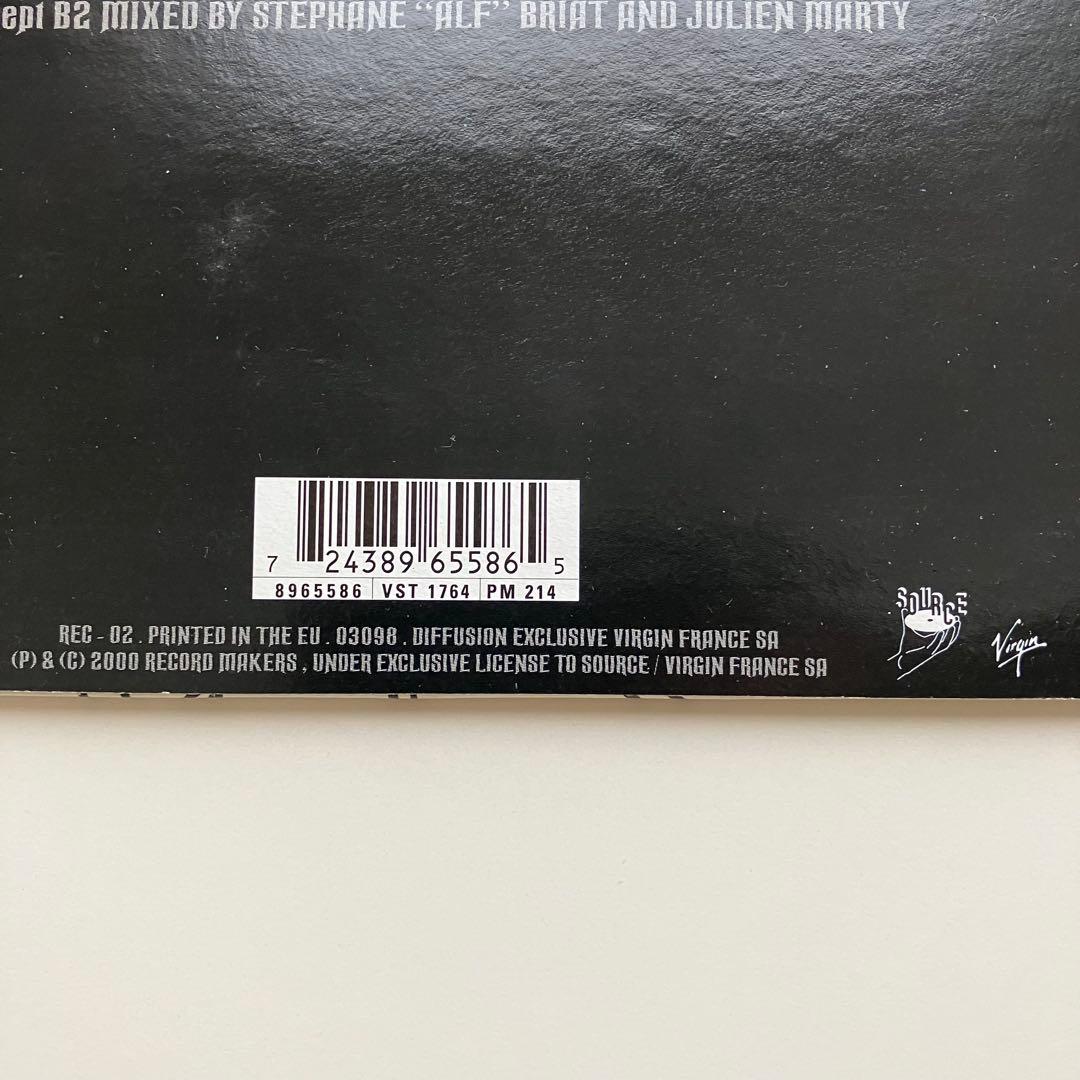 ept B2 MIXED BY STEPHANE “ALF” BRIAT AND JULIEN MARTY
7 24389 65586 5
8965586 VST 1764 PM 214
REC - 02 . PRINTED IN THE EU . 03098 . DIFFUSION EXCLUSIVE VIRGIN FRANCE SA
(P) & (C) 2000 RECORD MAKERS , UNDER EXCLUSIVE LICENSE TO SOURCE / VIRGIN FRANCE SA
SOURCE
Virgin